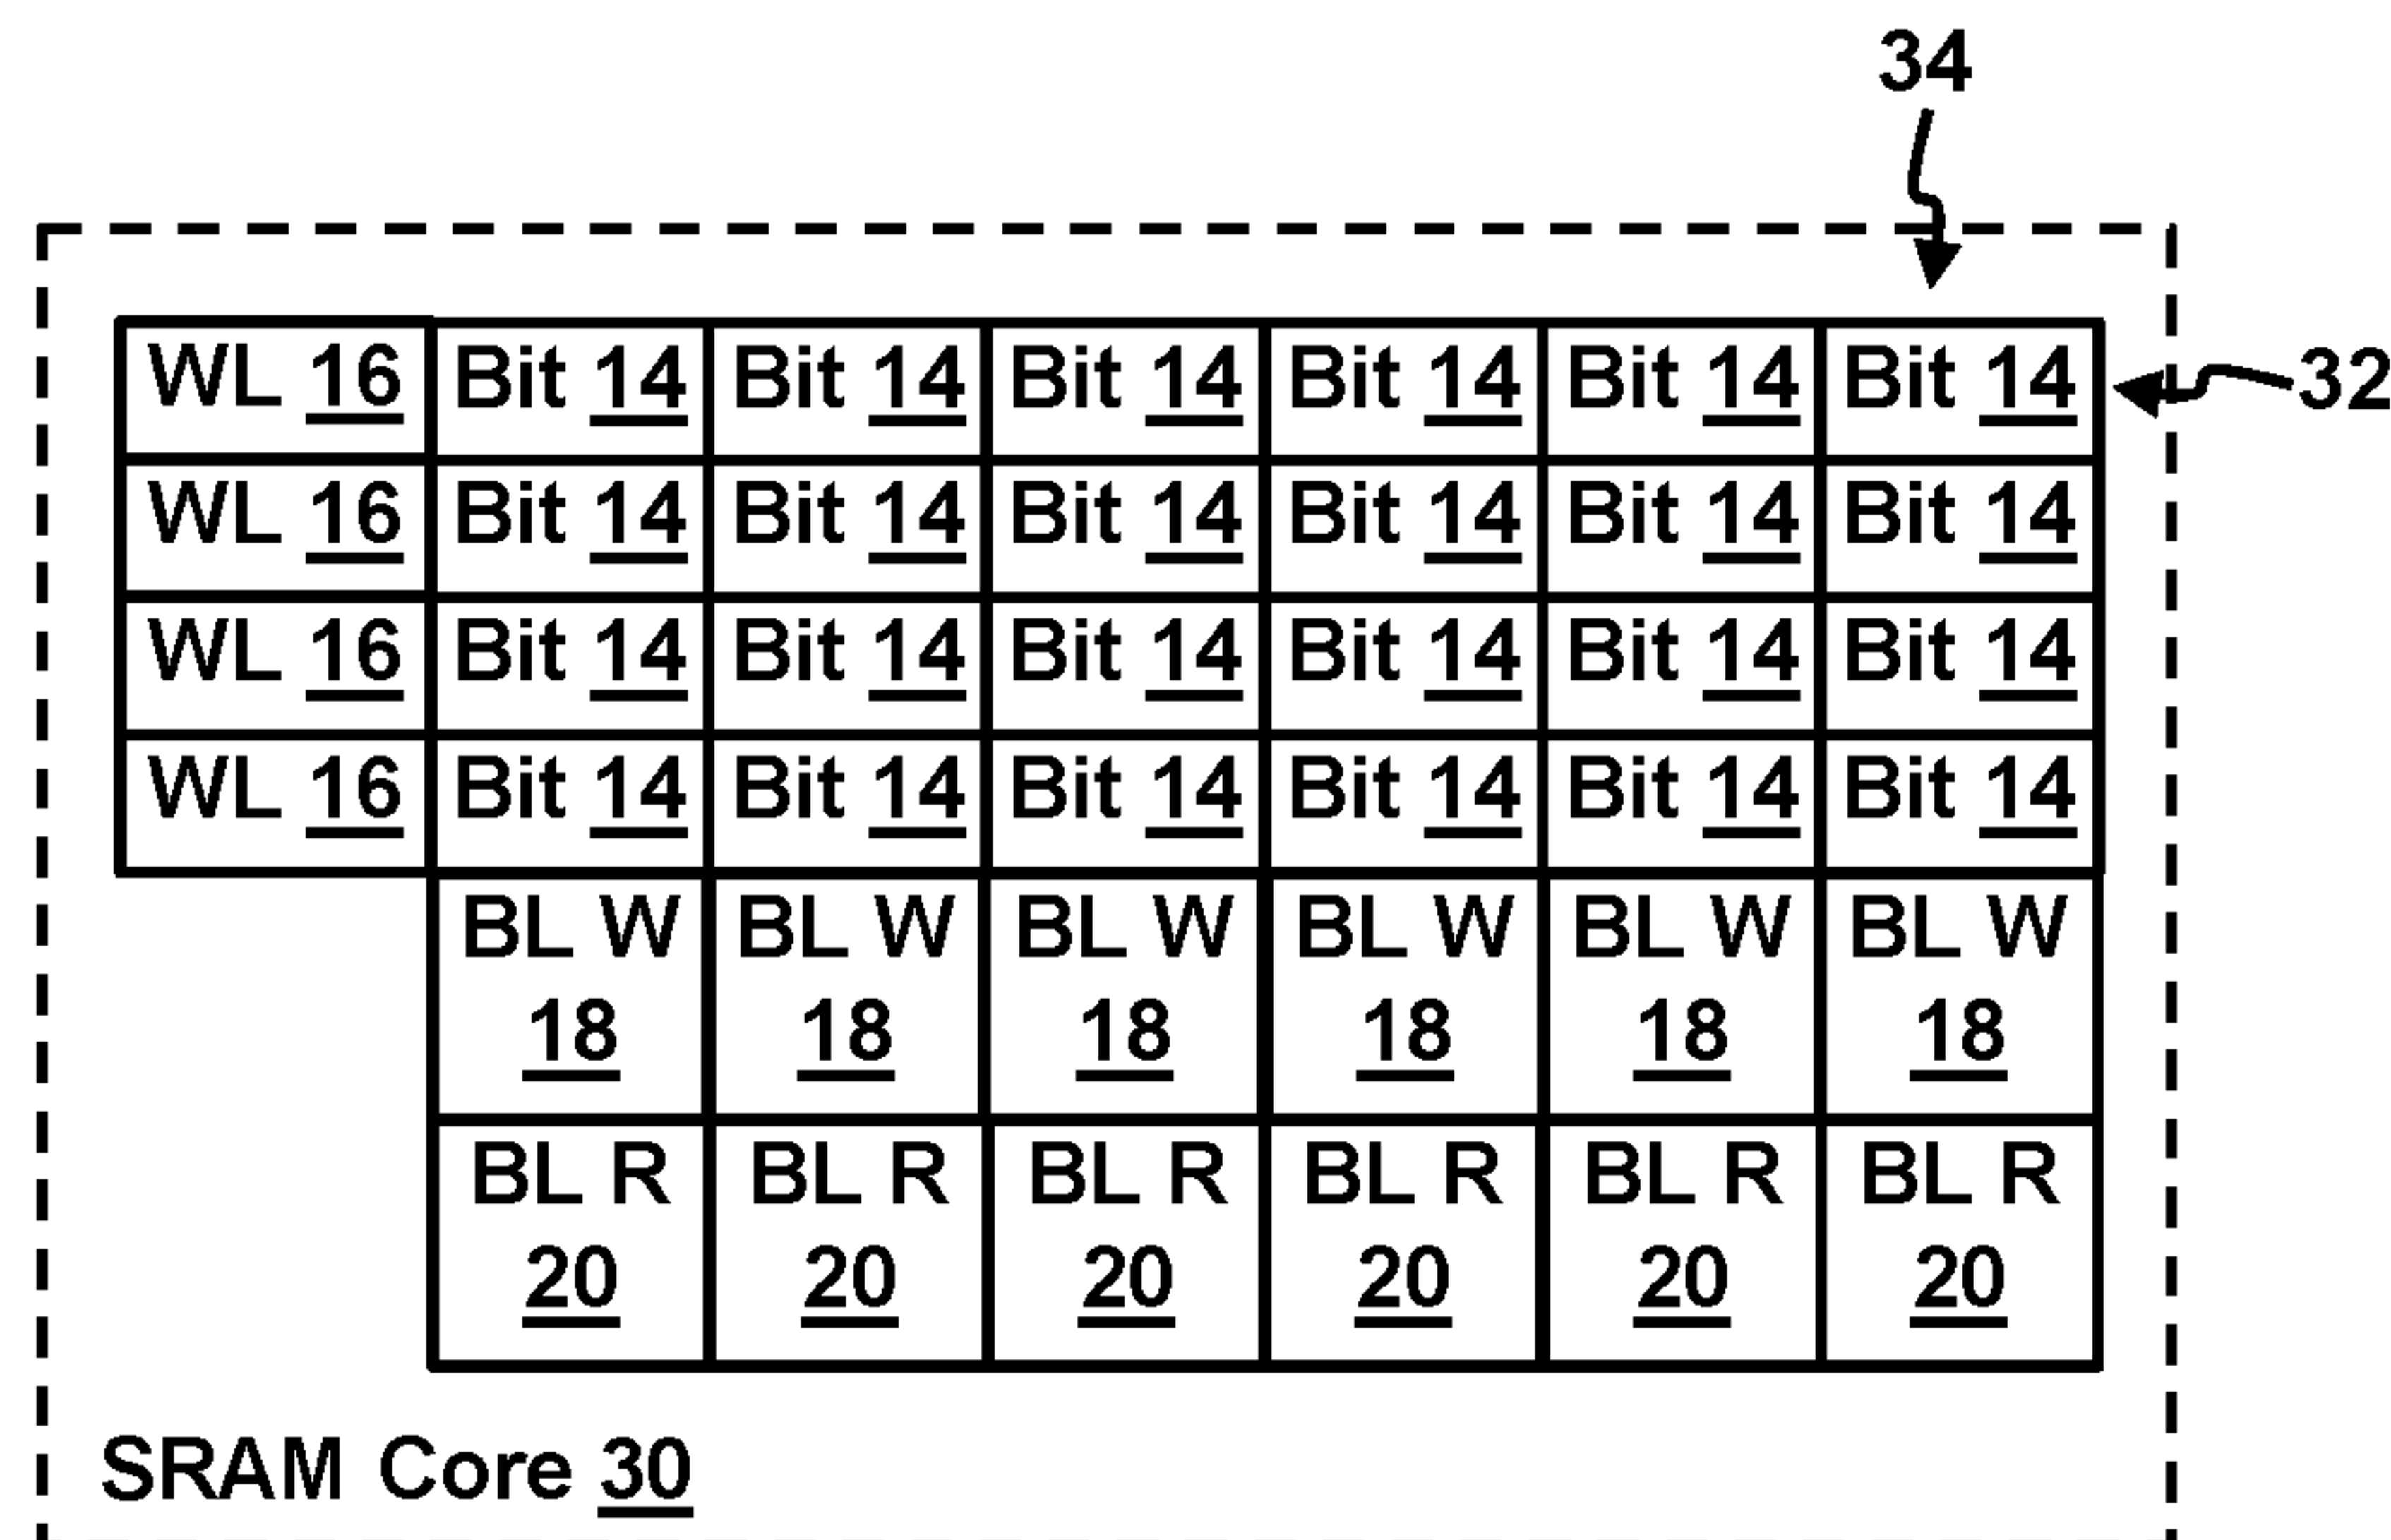 34
WL 16 Bit 14 Bit 14 Bit 14 Bit 14 Bit 14 Bit 14
32
WL 16 Bit 14 Bit 14 Bit 14 Bit 14 Bit 14 Bit 14
WL 16 Bit 14 Bit 14 Bit 14 Bit 14 Bit 14 Bit 14
WL 16 Bit 14 Bit 14 Bit 14 Bit 14 Bit 14 Bit 14
BL W BL W BL W BL W BL W BL W
18 18 18 18 18 18
BL R BL R BL R BL R BL R BL R
20 20 20 20 20 20
SRAM Core 30